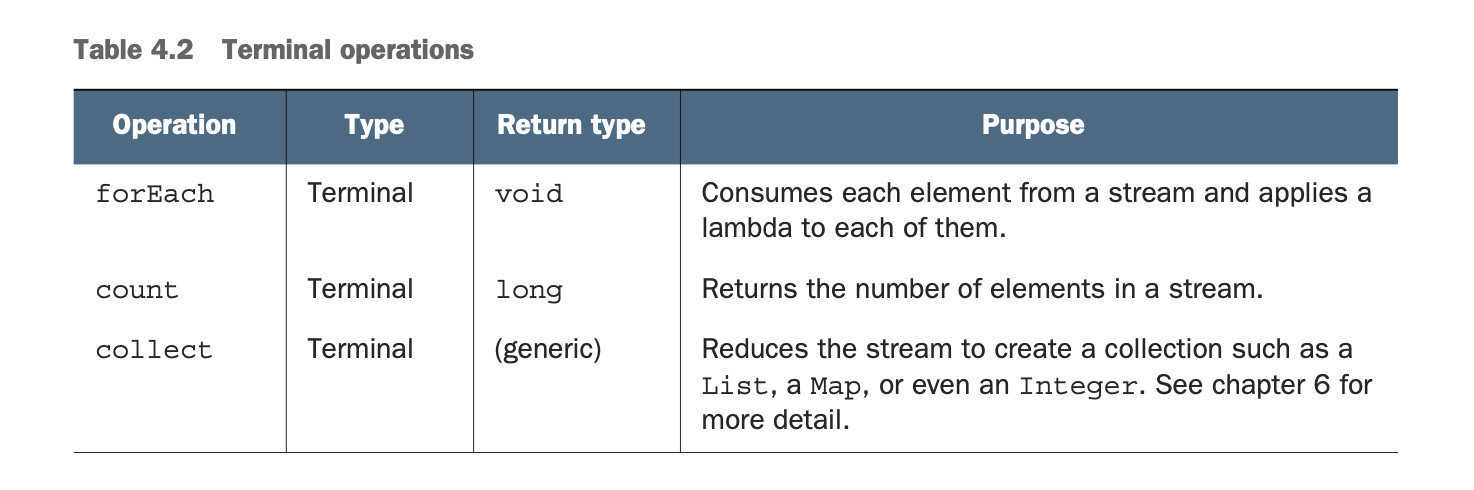 Table 4.2 Terminal operations
Operation Type Return type Purpose
forEach Terminal void Consumes each element from a stream and applies a
lambda to each of them.
count Terminal long Returns the number of elements in a stream.
collect Terminal (generic) Reduces the stream to create a collection such as a
List, a Map, or even an Integer. See chapter 6 for
more detail.